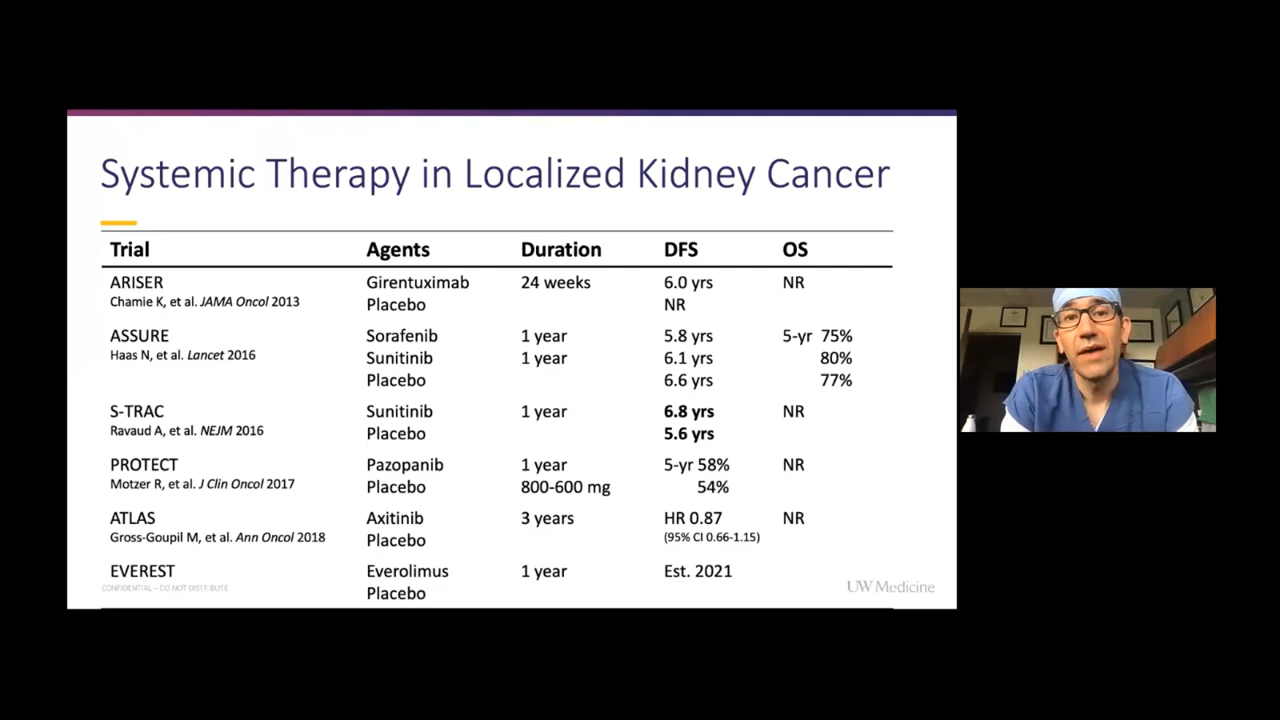 Systemic Therapy in Localized Kidney Cancer
Trial Agents Duration DFS OS
ARISER Girentuximab 24 weeks 6.0 yrs NR
Chamie K, et al. JAMA Oncol 2013 Placebo NR
ASSURE Sorafenib 1 year 5.8 yrs 5-yr 75%
Haas N, et al. Lancet 2016 Sunitinib 1 year 6.1 yrs 80%
Placebo 6.6 yrs 77%
S-TRAC Sunitinib 1 year 6.8 yrs NR
Ravaud A, et al. NEJM 2016 Placebo 5.6 yrs
PROTECT Pazopanib 1 year 5-yr 58% NR
Motzer R, et al. J Clin Oncol 2017 Placebo 800-600 mg 54%
ATLAS Axitinib 3 years HR 0.87 NR
Gross-Goupil M, et al. Ann Oncol 2018 Placebo (95% CI 0.66-1.15)
EVEREST Everolimus 1 year Est. 2021
CONFIDENTIAL – DO NOT DISTRIBUTE Placebo UW Medicine